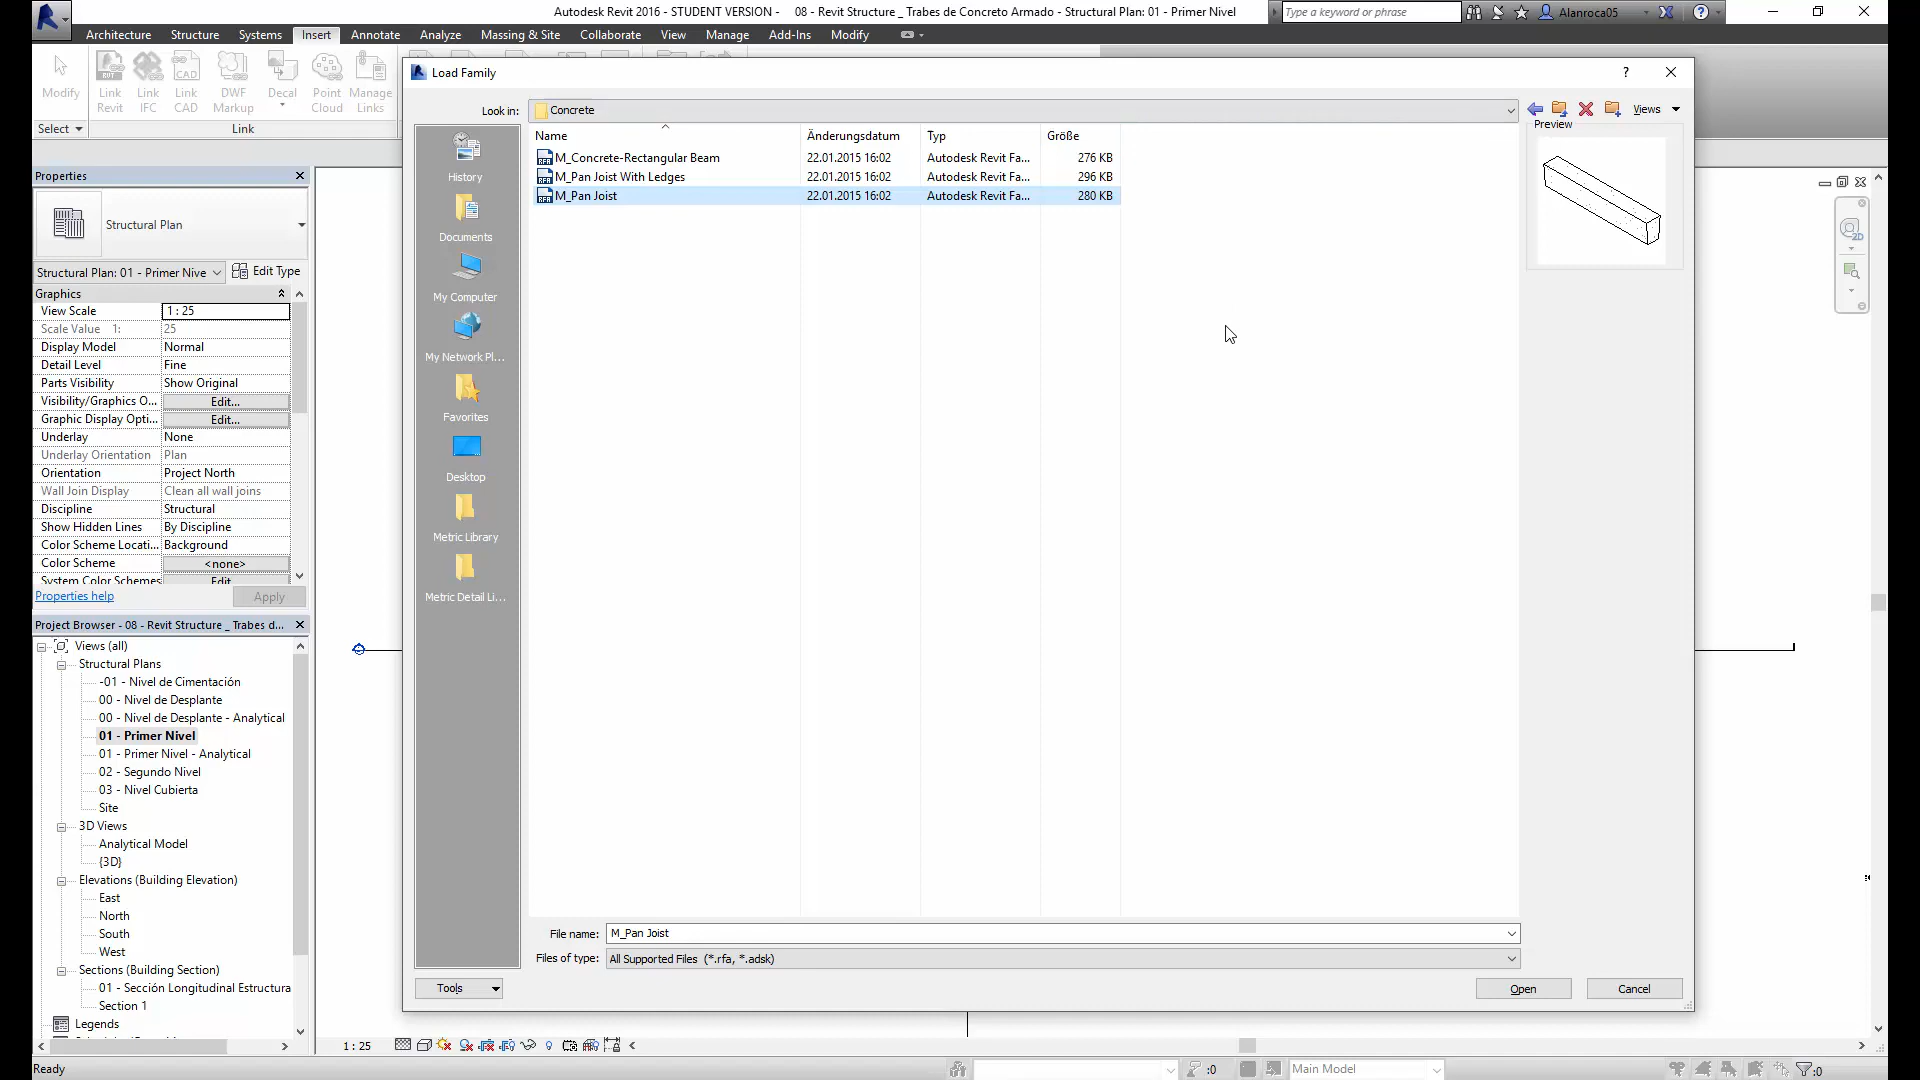 Autodesk Revit 2016 - STUDENT VERSION - 08 - Revit Structure _ Trabes de Concreto Armado - Structural Plan: 01 - Primer Nivel
Type a keyword or phrase
Alanroca05
Architecture Structure Systems Insert Annotate Analyze Massing & Site Collaborate View Manage Add-Ins Modify
Modify
Link Revit
Link IFC
Link CAD
DWF Markup
Decal
Point Cloud
Manage Links
Select
Link
Load Family
Look in: Concrete
Views
Preview
Name Änderungsdatum Typ Größe
M_Concrete-Rectangular Beam 22.01.2015 16:02 Autodesk Revit Fa... 276 KB
M_Pan Joist With Ledges 22.01.2015 16:02 Autodesk Revit Fa... 296 KB
M_Pan Joist 22.01.2015 16:02 Autodesk Revit Fa... 280 KB
History
Documents
My Computer
My Network Pl...
Favorites
Desktop
Metric Library
Metric Detail Li...
File name: M_Pan Joist
Files of type: All Supported Files (*.rfa, *.adsk)
Tools
Open
Cancel
Properties
Structural Plan
Structural Plan: 01 - Primer Nive
Edit Type
Graphics
View Scale 1 : 25
Scale Value 1: 25
Display Model Normal
Detail Level Fine
Parts Visibility Show Original
Visibility/Graphics O... Edit...
Graphic Display Opti... Edit...
Underlay None
Underlay Orientation Plan
Orientation Project North
Wall Join Display Clean all wall joins
Discipline Structural
Show Hidden Lines By Discipline
Color Scheme Locati... Background
Color Scheme <none>
System Color Schemes Edit
Properties help
Apply
Project Browser - 08 - Revit Structure _ Trabes d...
Views (all)
Structural Plans
-01 - Nivel de Cimentación
00 - Nivel de Desplante
00 - Nivel de Desplante - Analytical
01 - Primer Nivel
01 - Primer Nivel - Analytical
02 - Segundo Nivel
03 - Nivel Cubierta
Site
3D Views
Analytical Model
{3D}
Elevations (Building Elevation)
East
North
South
West
Sections (Building Section)
01 - Sección Longitudinal Estructura
Section 1
Legends
1 : 25
2D
Ready
:0
Main Model
:0